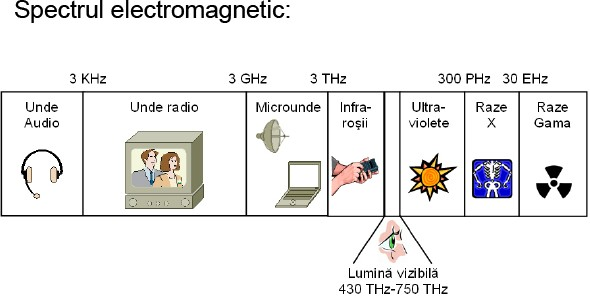 Spectrul electromagnetic:
3 KHz 3 GHz 3 THz 300 PHz 30 EHz
Unde
Audio
Unde radio
Microunde
Infra-
roșii
Ultra-
violete
Raze
X
Raze
Gama
Lumină vizibilă
430 THz-750 THz